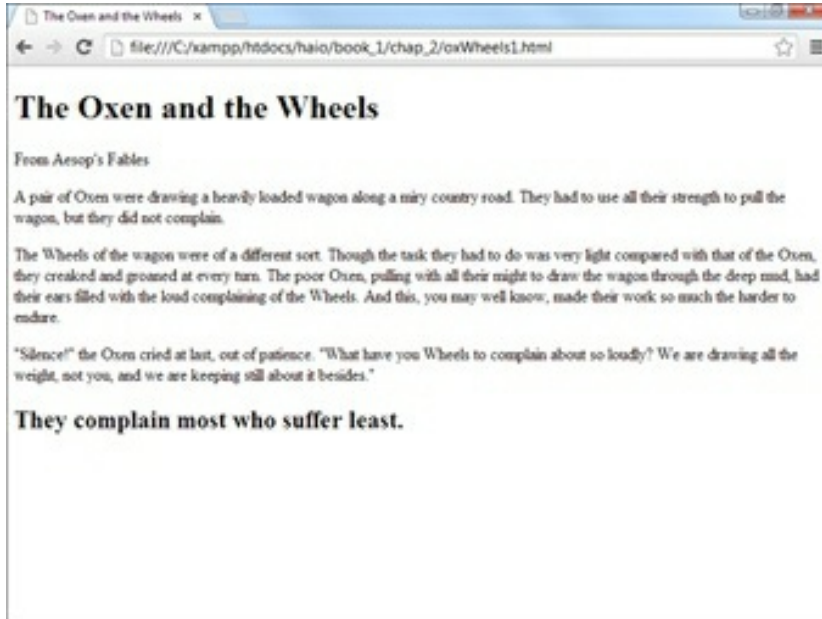 The Oxen and the Wheels
file:///C:/xampp/htdocs/haio/book_1/chap_2/oxWheels1.html
The Oxen and the Wheels
From Aesop's Fables
A pair of Oxen were drawing a heavily loaded wagon along a miry country road. They had to use all their strength to pull the
wagon, but they did not complain.
The Wheels of the wagon were of a different sort. Though the task they had to do was very light compared with that of the Oxen,
they creaked and groaned at every turn. The poor Oxen, pulling with all their might to draw the wagon through the deep mud, had
their ears filled with the loud complaining of the Wheels. And this, you may well know, made their work so much the harder to
endure.
"Silence!" the Oxen cried at last, out of patience. "What have you Wheels to complain about so loudly? We are drawing all the
weight, not you, and we are keeping still about it besides."
They complain most who suffer least.